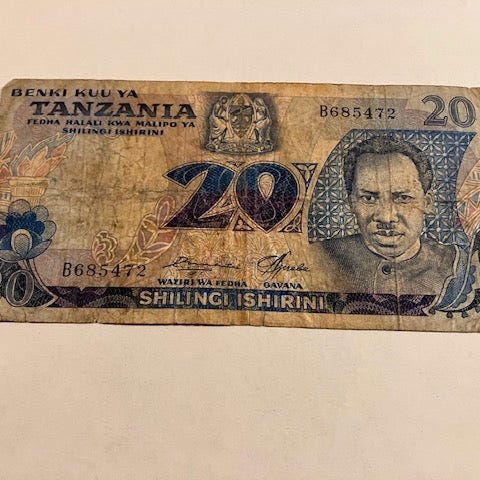 BENKI KUU YA
TANZANIA
FEDHA HALALI KWA MALIPO YA
SHILINGI ISHIRINI
B685472
20
20
B685472
WAZIRI WA FEDHA GAVANA
0
SHILINGI ISHIRINI